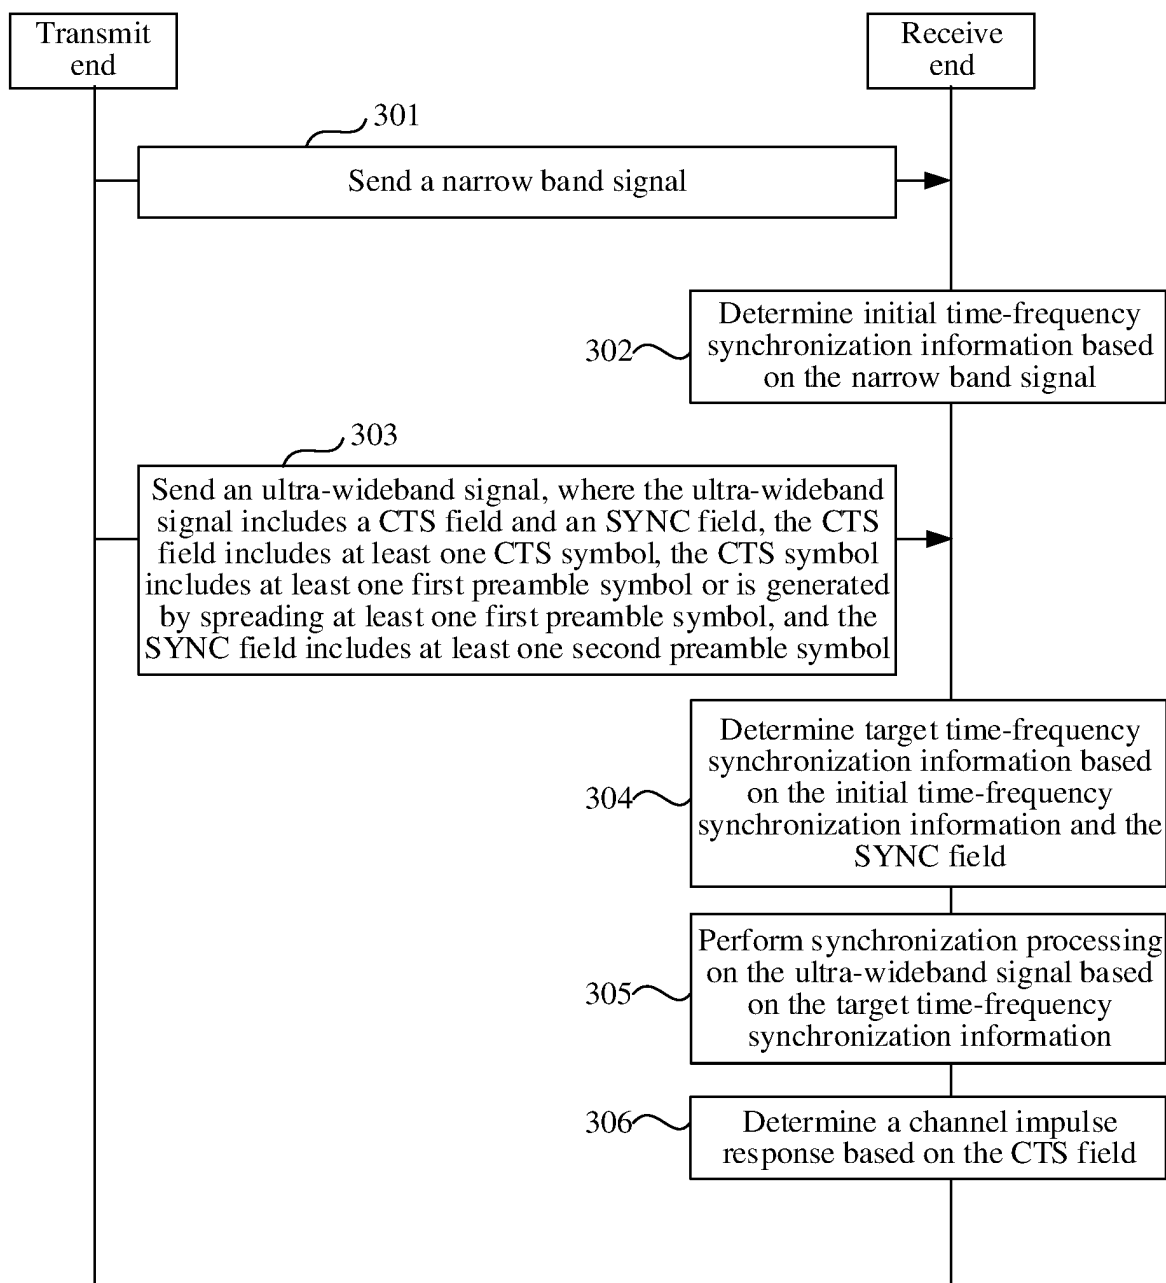 Transmit
end
Receive
end
301
Send a narrow band signal
302
Determine initial time-frequency
synchronization information based
on the narrow band signal
303
Send an ultra-wideband signal, where the ultra-wideband
signal includes a CTS field and an SYNC field, the CTS
field includes at least one CTS symbol, the CTS symbol
includes at least one first preamble symbol or is generated
by spreading at least one first preamble symbol, and the
SYNC field includes at least one second preamble symbol
304
Determine target time-frequency
synchronization information based
on the initial time-frequency
synchronization information and the
SYNC field
305
Perform synchronization processing
on the ultra-wideband signal based
on the target time-frequency
synchronization information
306
Determine a channel impulse
response based on the CTS field